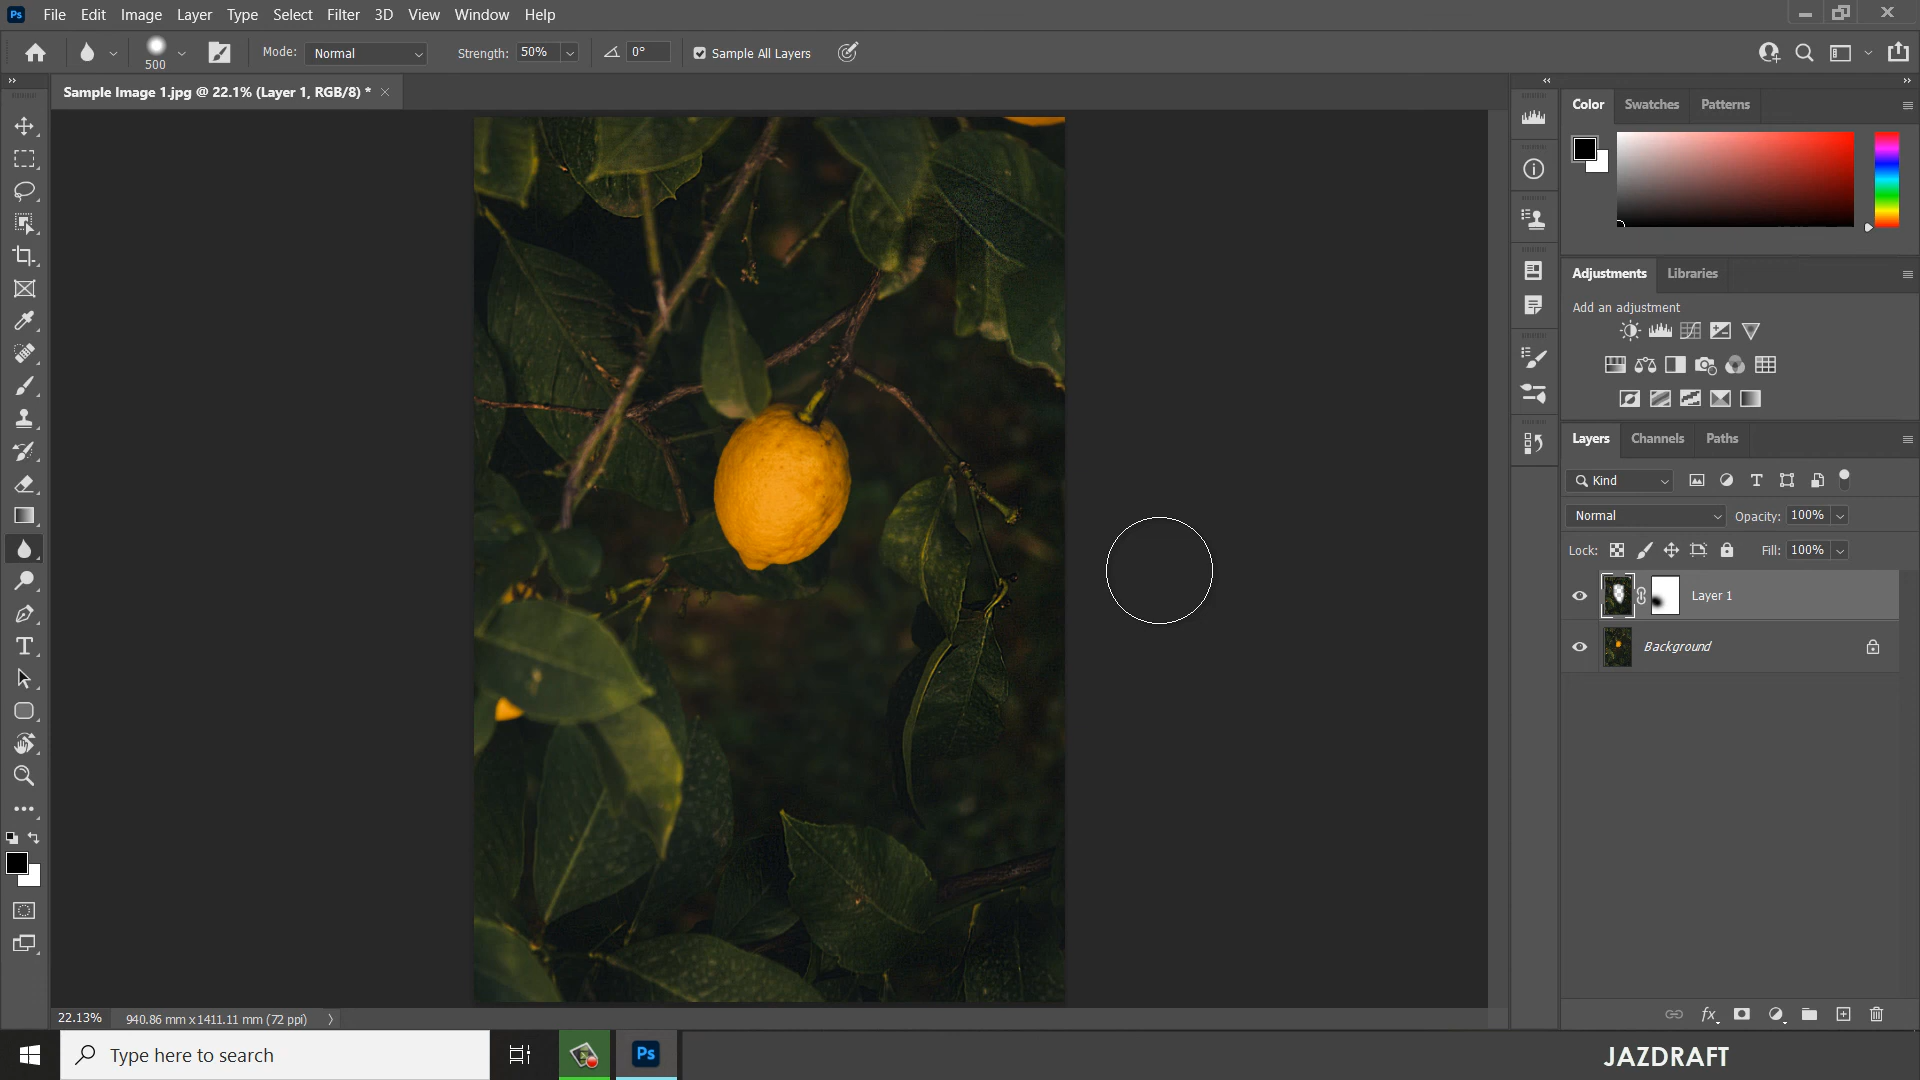 Ps File Edit Image Layer Type Select Filter 3D View Window Help
500 Mode: Normal Strength: 50% 0° Sample All Layers
Sample Image 1.jpg @ 22.1% (Layer 1, RGB/8) *
Color Swatches Patterns
Adjustments Libraries
Add an adjustment
Layers Channels Paths
Kind
Normal Opacity: 100%
Lock: Fill: 100%
Layer 1
Background
fx
22.13% 940.86 mm x 1411.11 mm (72 ppi)
Type here to search Ps JAZDRAFT